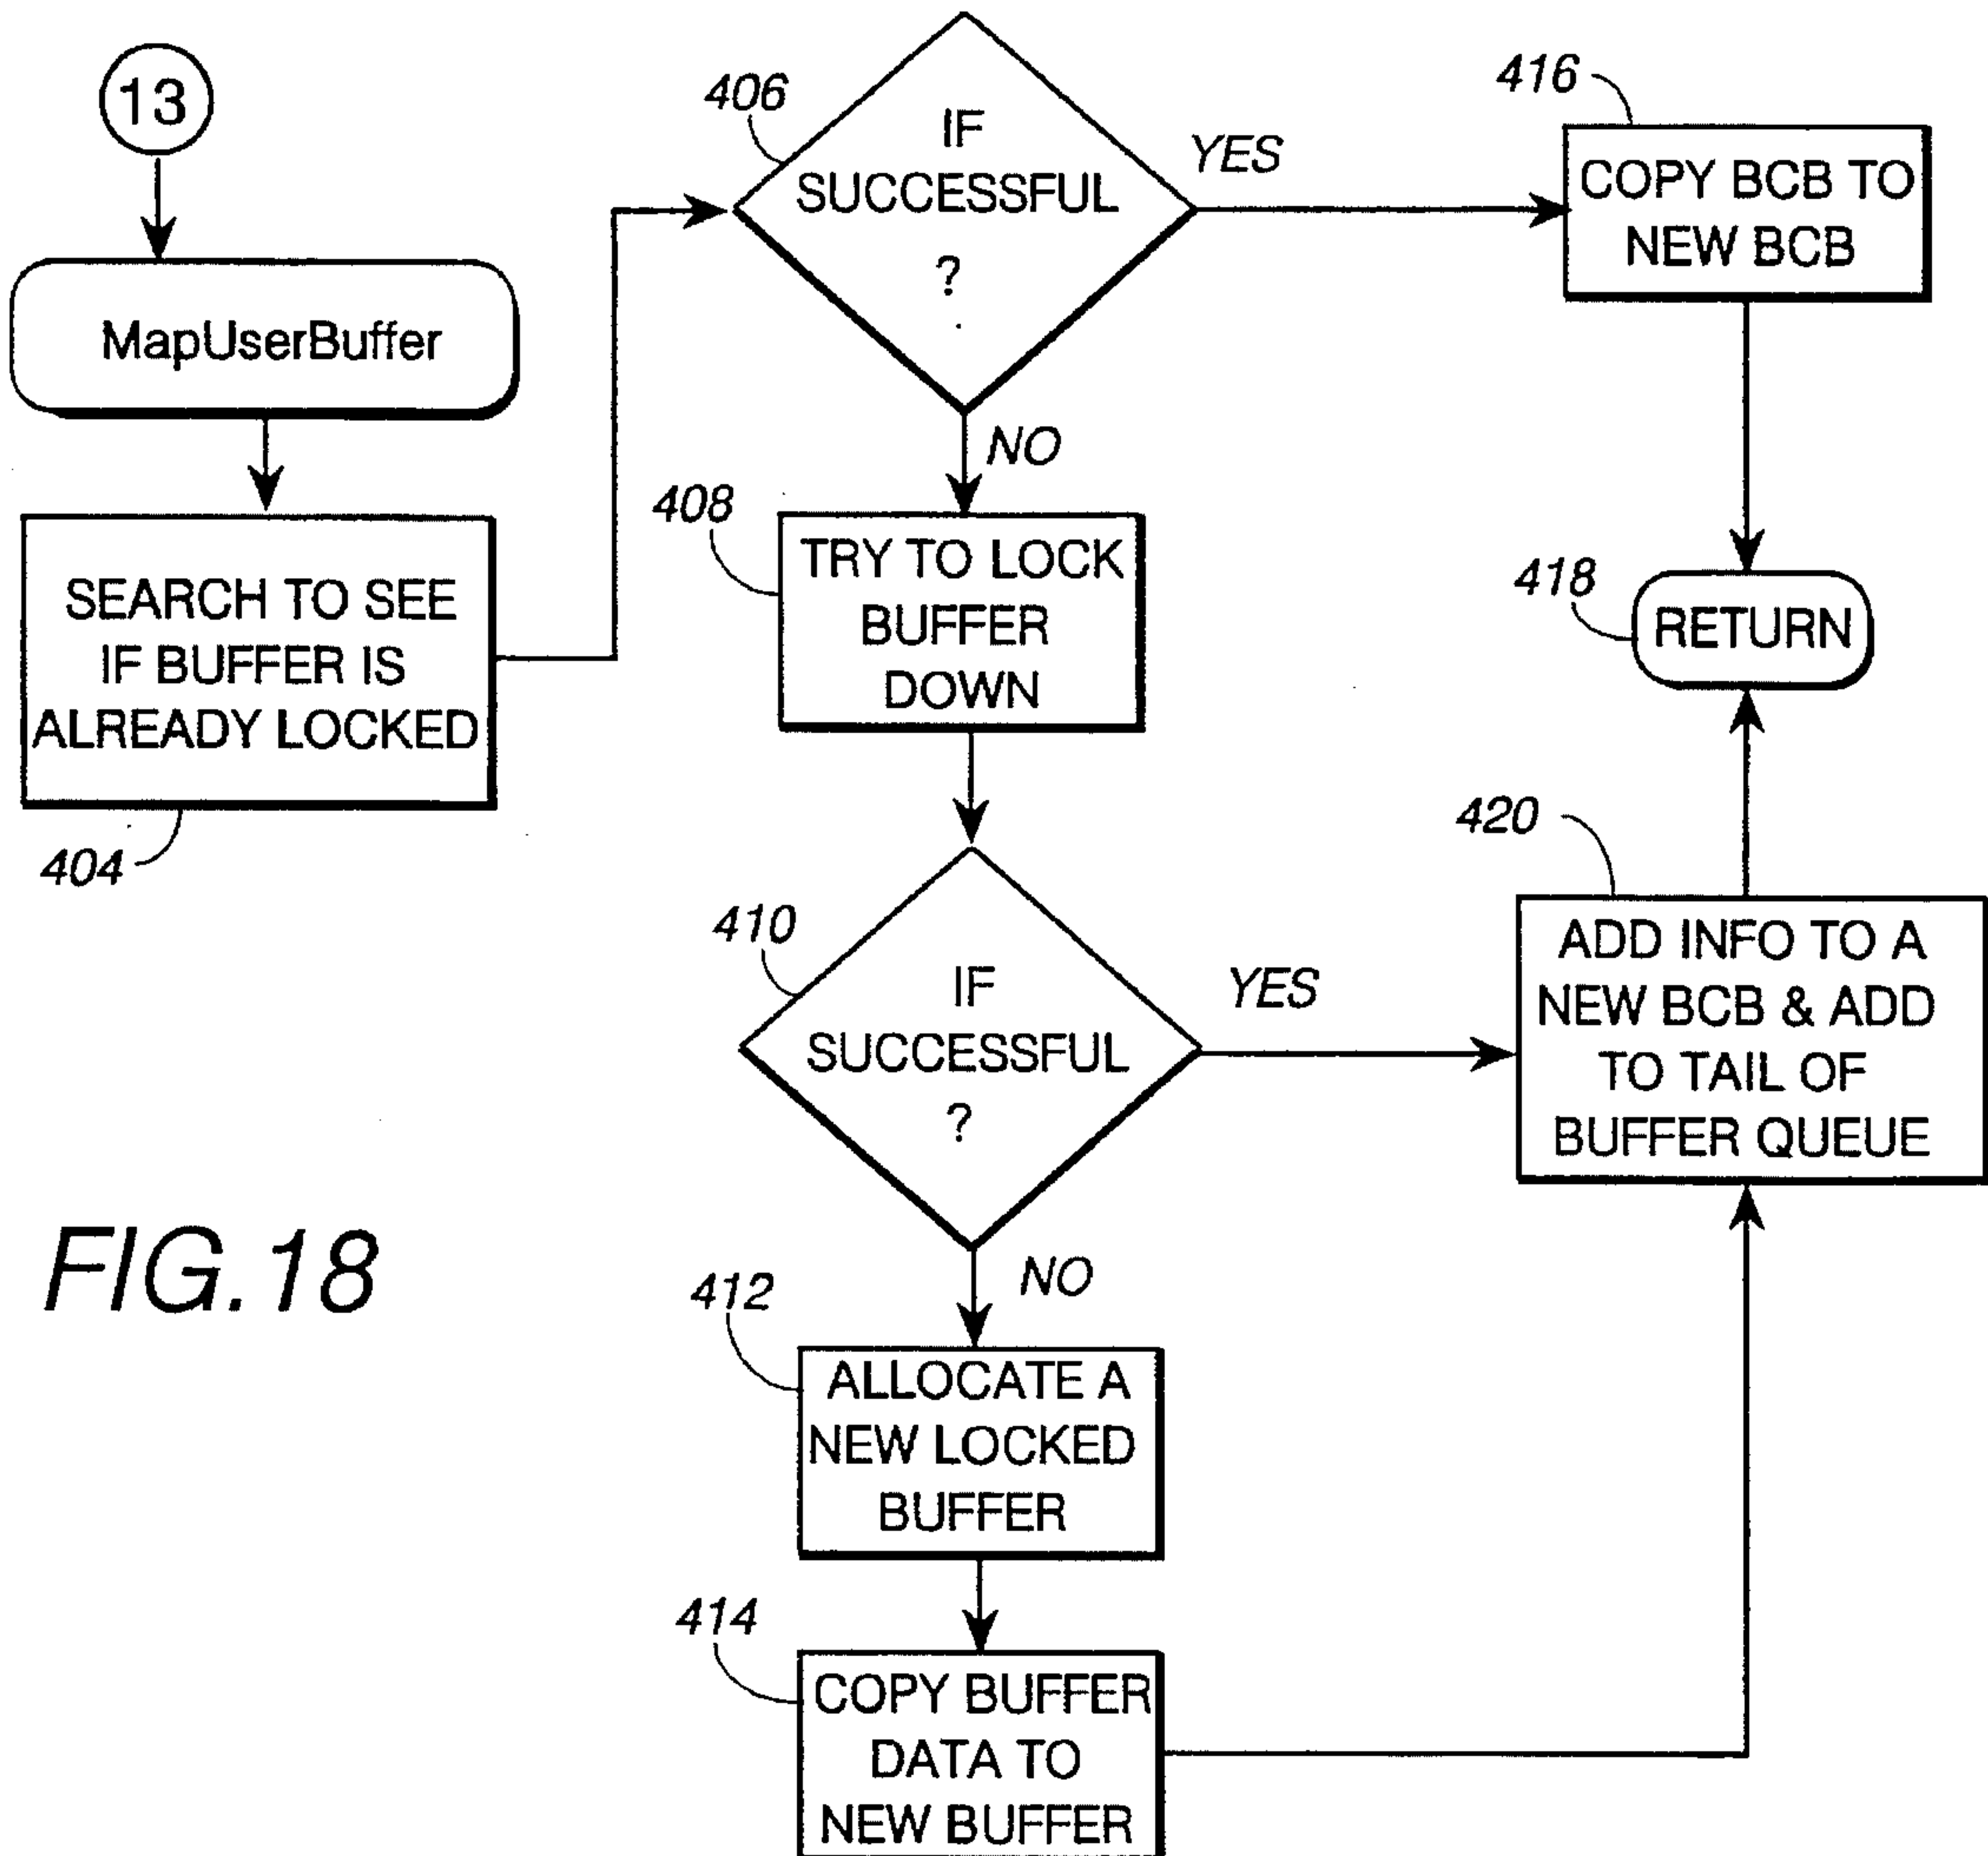 13
MapUserBuffer
SEARCH TO SEE
IF BUFFER IS
ALREADY LOCKED
404
406
IF
SUCCESSFUL
?
YES
NO
416
COPY BCB TO
NEW BCB
408
TRY TO LOCK
BUFFER
DOWN
418
RETURN
410
IF
SUCCESSFUL
?
YES
NO
420
ADD INFO TO A
NEW BCB & ADD
TO TAIL OF
BUFFER QUEUE
412
ALLOCATE A
NEW LOCKED
BUFFER
414
COPY BUFFER
DATA TO
NEW BUFFER
FIG.18